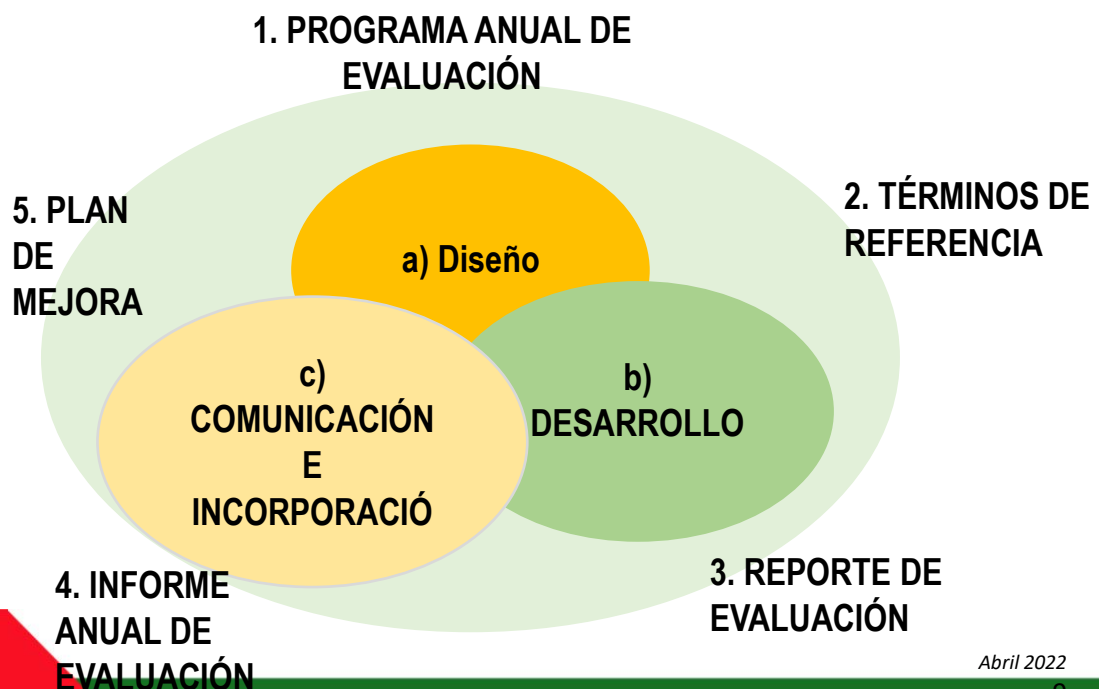 1. PROGRAMA ANUAL DE
EVALUACIÓN
2. TÉRMINOS DE
REFERENCIA
5. PLAN
DE
MEJORA
a) Diseño
c)
COMUNICACIÓN
E
INCORPORACIÓ
b)
DESARROLLO
3. REPORTE DE
EVALUACIÓN
4. INFORME
ANUAL DE
EVALUACIÓN
Abril 2022